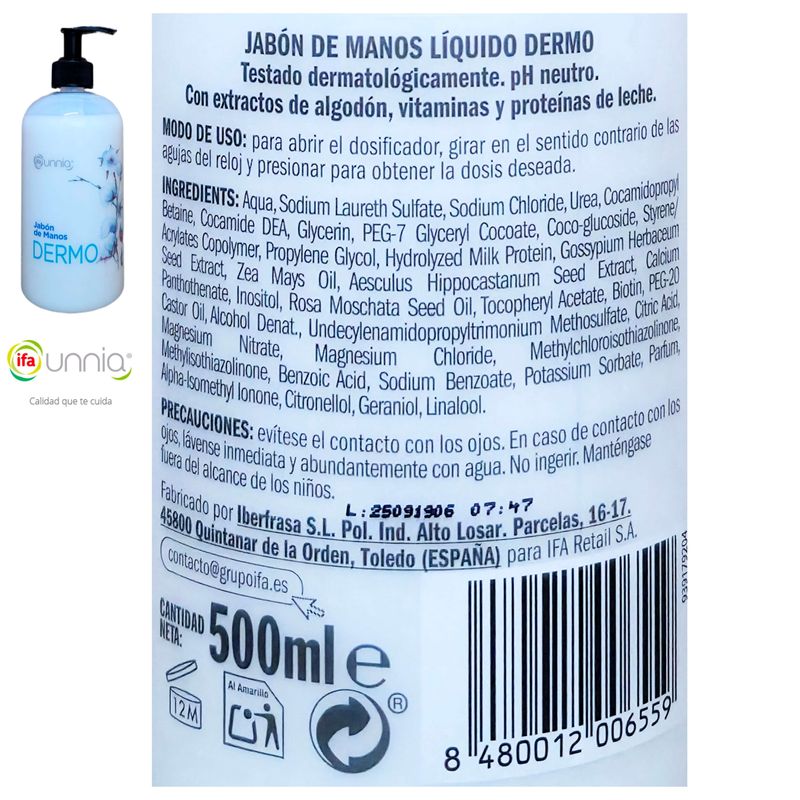 ifa unnia
Jabón
de Manos
DERMO
ifa unnia®
Calidad que te cuida
JABÓN DE MANOS LÍQUIDO DERMO
Testado dermatológicamente. pH neutro.
Con extractos de algodón, vitaminas y proteínas de leche.
MODO DE USO: para abrir el dosificador, girar en el sentido contrario de las
agujas del reloj y presionar para obtener la dosis deseada.
INGREDIENTS: Aqua, Sodium Laureth Sulfate, Sodium Chloride, Urea, Cocamidopropyl
Betaine, Cocamide DEA, Glycerin, PEG-7 Glyceryl Cocoate, Coco-glucoside, Styrene/
Acrylates Copolymer, Propylene Glycol, Hydrolyzed Milk Protein, Gossypium Herbaceum
Seed Extract, Zea Mays Oil, Aesculus Hippocastanum Seed Extract, Calcium
Panthothenate, Inositol, Rosa Moschata Seed Oil, Tocopheryl Acetate, Biotin, PEG-20
Castor Oil, Alcohol Denat., Undecylenamidopropyltrimonium Methosulfate, Citric Acid,
Magnesium Nitrate, Magnesium Chloride, Methylchloroisothiazolinone,
Methylisothiazolinone, Benzoic Acid, Sodium Benzoate, Potassium Sorbate, Parfum,
Alpha-Isomethyl Ionone, Citronellol, Geraniol, Linalool.
PRECAUCIONES: evítese el contacto con los ojos. En caso de contacto con los
ojos, lávense inmediata y abundantemente con agua. No ingerir. Manténgase
fuera del alcance de los niños.
L:25091906 07:47
Fabricado por Iberfrasa S.L. Pol. Ind. Alto Losar. Parcelas, 16-17.
45800 Quintanar de la Orden, Toledo (ESPAÑA) para IFA Retail S.A.
contacto@grupoifa.es
CANTIDAD
NETA:
500ml e
12M
Al Amarillo
®
939179204
8 480012 006559